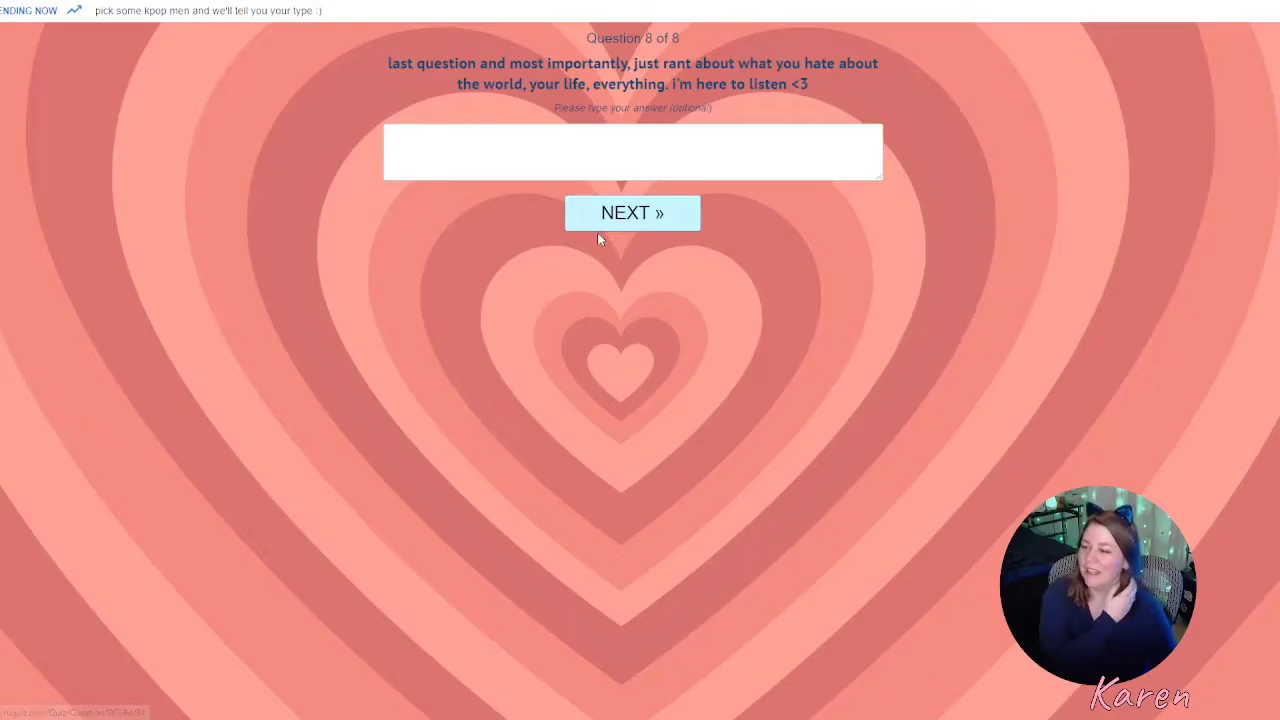 ENDING NOW pick some kpop men and we'll tell you your type :)
Question 8 of 8
last question and most importantly, just rant about what you hate about
the world, your life, everything. i'm here to listen <3
Please type your answer (optional)
NEXT »
Karen